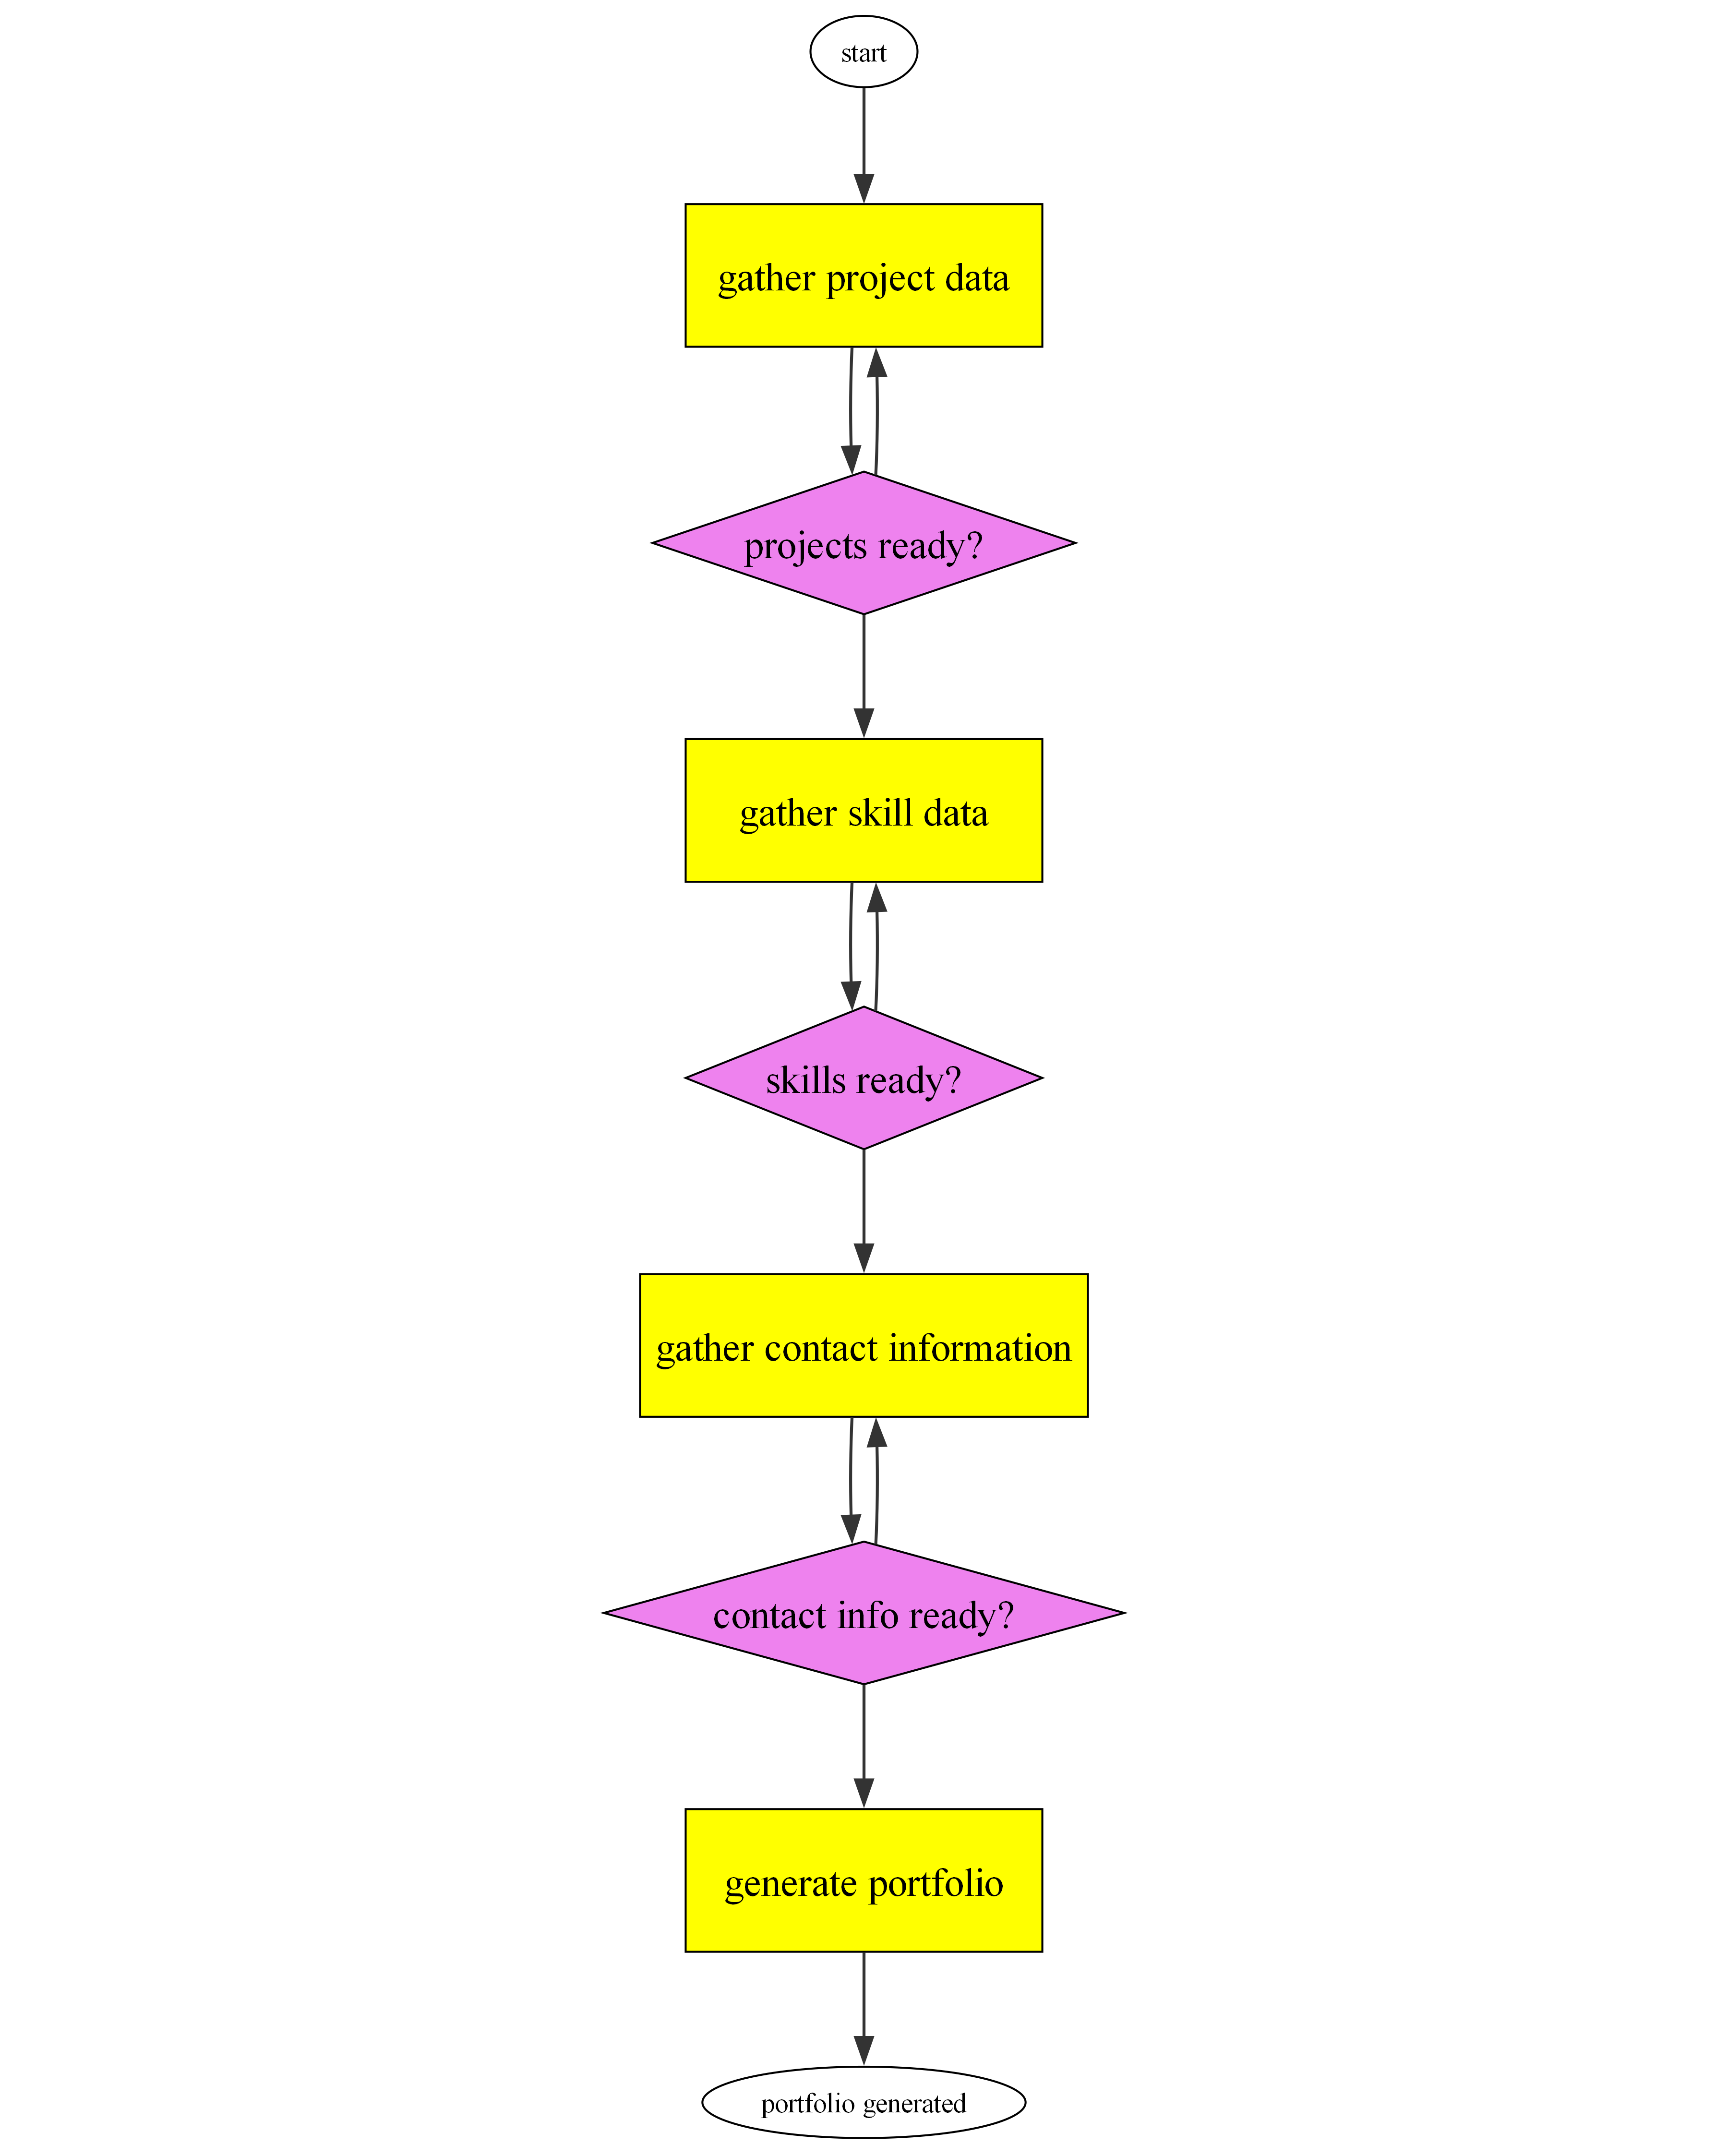 start
gather project data
projects ready?
gather skill data
skills ready?
gather contact information
contact info ready?
generate portfolio
portfolio generated